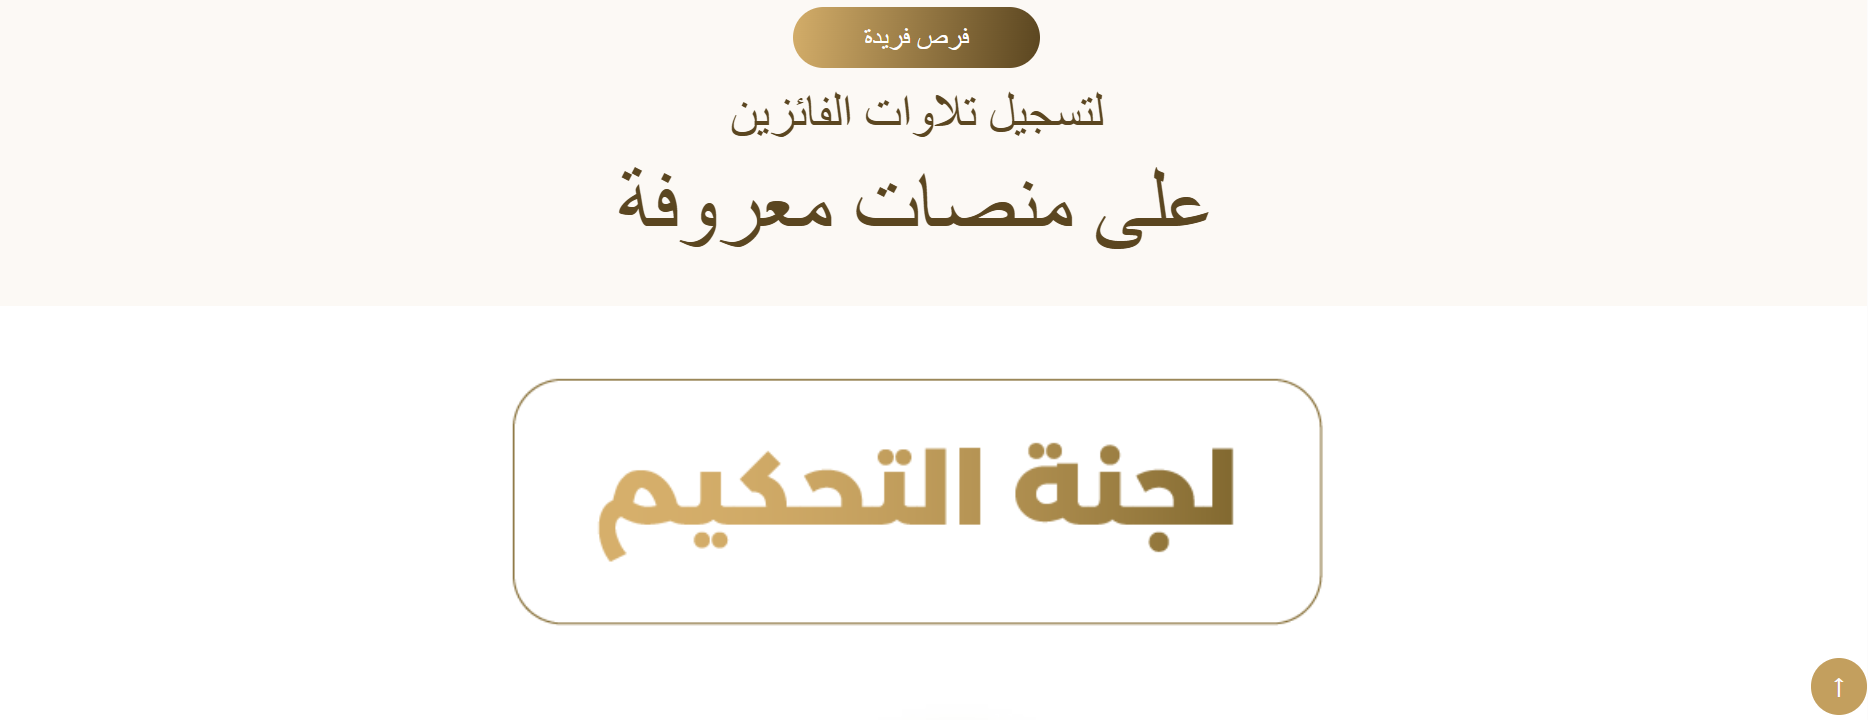 فرص فريدة
لتسجيل تلاوات الفائزين
على منصات معروفة
لجنة التحكيم
↑